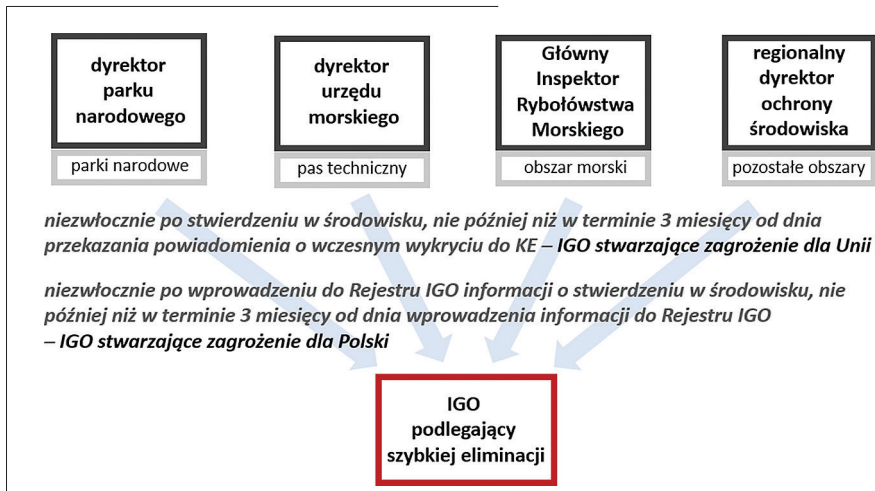 dyrektor
parku
narodowego
parki narodowe
dyrektor
urzędu
morskiego
pas techniczny
Główny
Inspektor
Rybołówstwa
Morskiego
obszar morski
regionalny
dyrektor
ochrony
środowiska
pozostałe obszary
niezwłocznie po stwierdzeniu w środowisku, nie później niż w terminie 3 miesięcy od dnia
przekazania powiadomienia o wczesnym wykryciu do KE – IGO stwarzające zagrożenie dla Unii
niezwłocznie po wprowadzeniu do Rejestru IGO informacji o stwierdzeniu w środowisku, nie
później niż w terminie 3 miesięcy od dnia wprowadzenia informacji do Rejestru IGO
– IGO stwarzające zagrożenie dla Polski
IGO
podlegający
szybkiej eliminacji